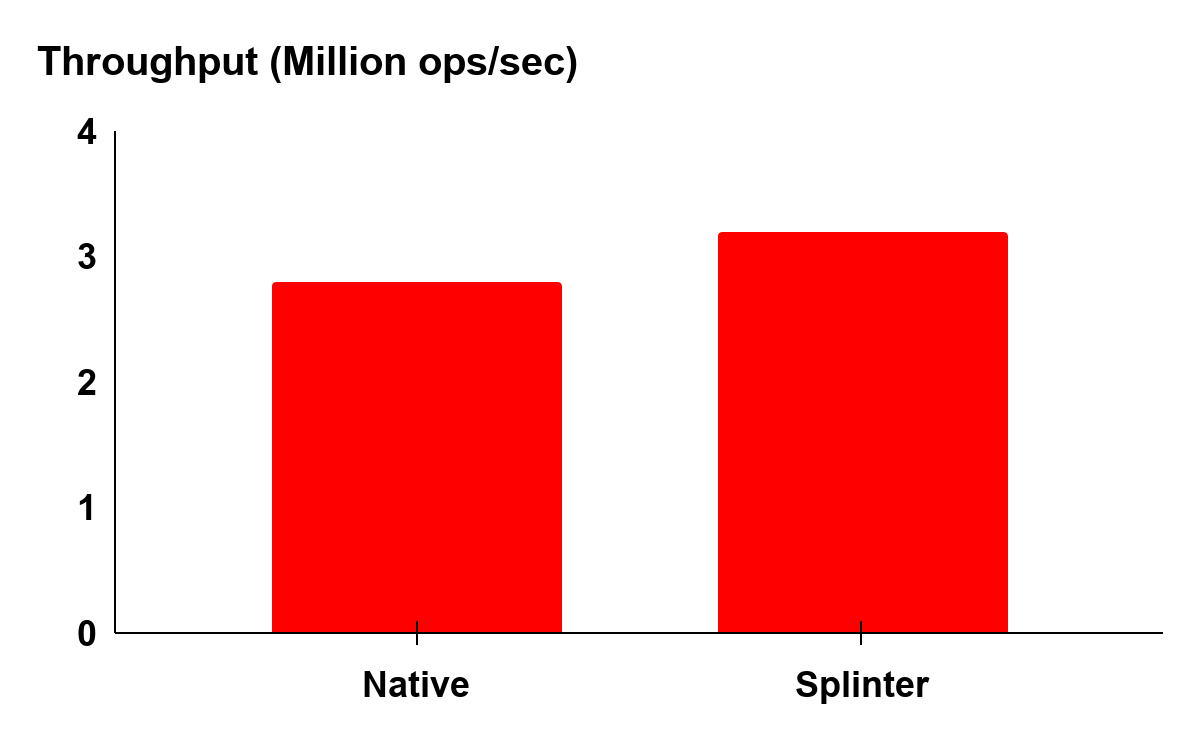 Throughput (Million ops/sec)
4
3
2
1
0
Native
Splinter